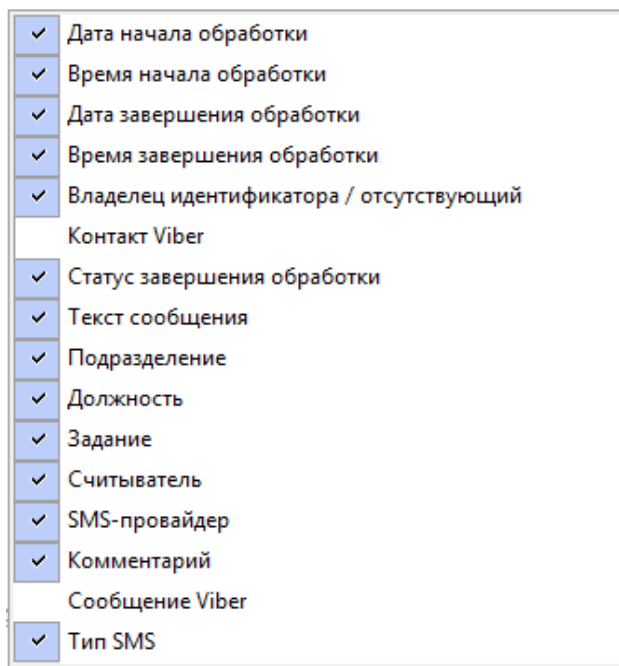 Дата начала обработки
Время начала обработки
Дата завершения обработки
Время завершения обработки
Владелец идентификатора / отсутствующий
Контакт Viber
Статус завершения обработки
Текст сообщения
Подразделение
Должность
Задание
Считыватель
SMS-провайдер
Комментарий
Сообщение Viber
Тип SMS